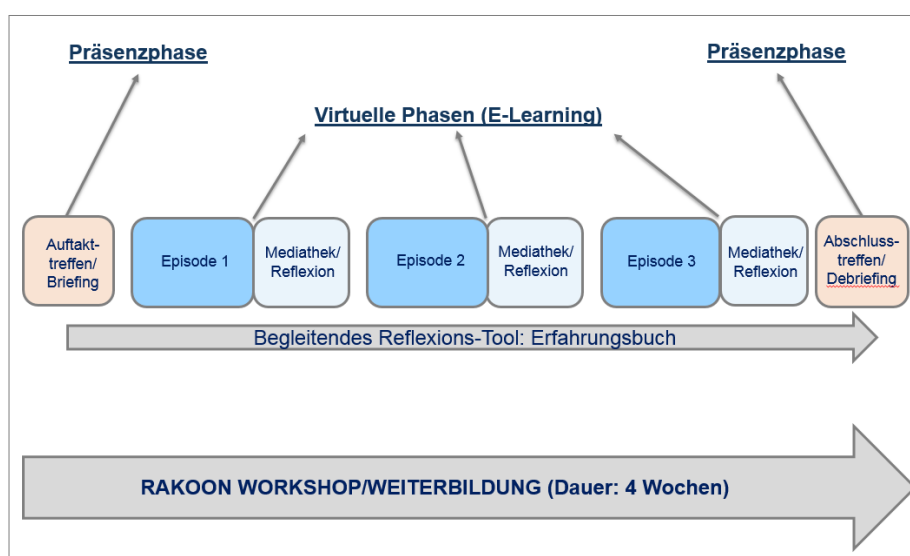 Präsenzphase
Präsenzphase
Virtuelle Phasen (E-Learning)
Auftakt-
treffen/
Briefing
Episode 1
Mediathek/
Reflexion
Episode 2
Mediathek/
Reflexion
Episode 3
Mediathek/
Reflexion
Abschluss-
treffen/
Debriefing
Begleitendes Reflexions-Tool: Erfahrungsbuch
RAKOON WORKSHOP/WEITERBILDUNG (Dauer: 4 Wochen)